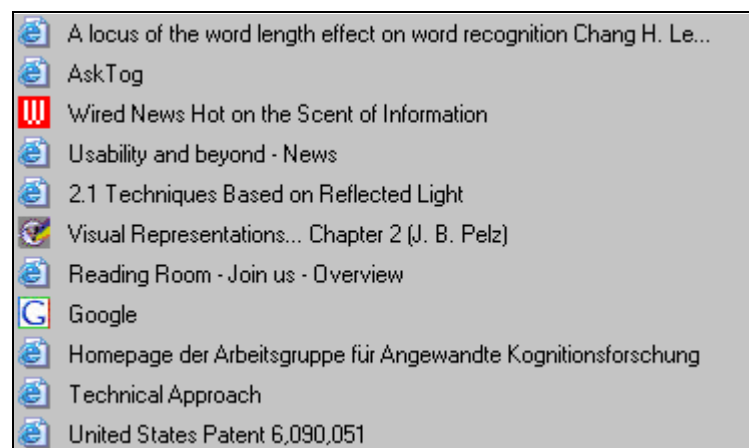 A locus of the word length effect on word recognition Chang H. Le...
AskTog
Wired News Hot on the Scent of Information
Usability and beyond - News
2.1 Techniques Based on Reflected Light
Visual Representations... Chapter 2 (J. B. Pelz)
Reading Room - Join us - Overview
Google
Homepage der Arbeitsgruppe für Angewandte Kognitionsforschung
Technical Approach
United States Patent 6,090,051